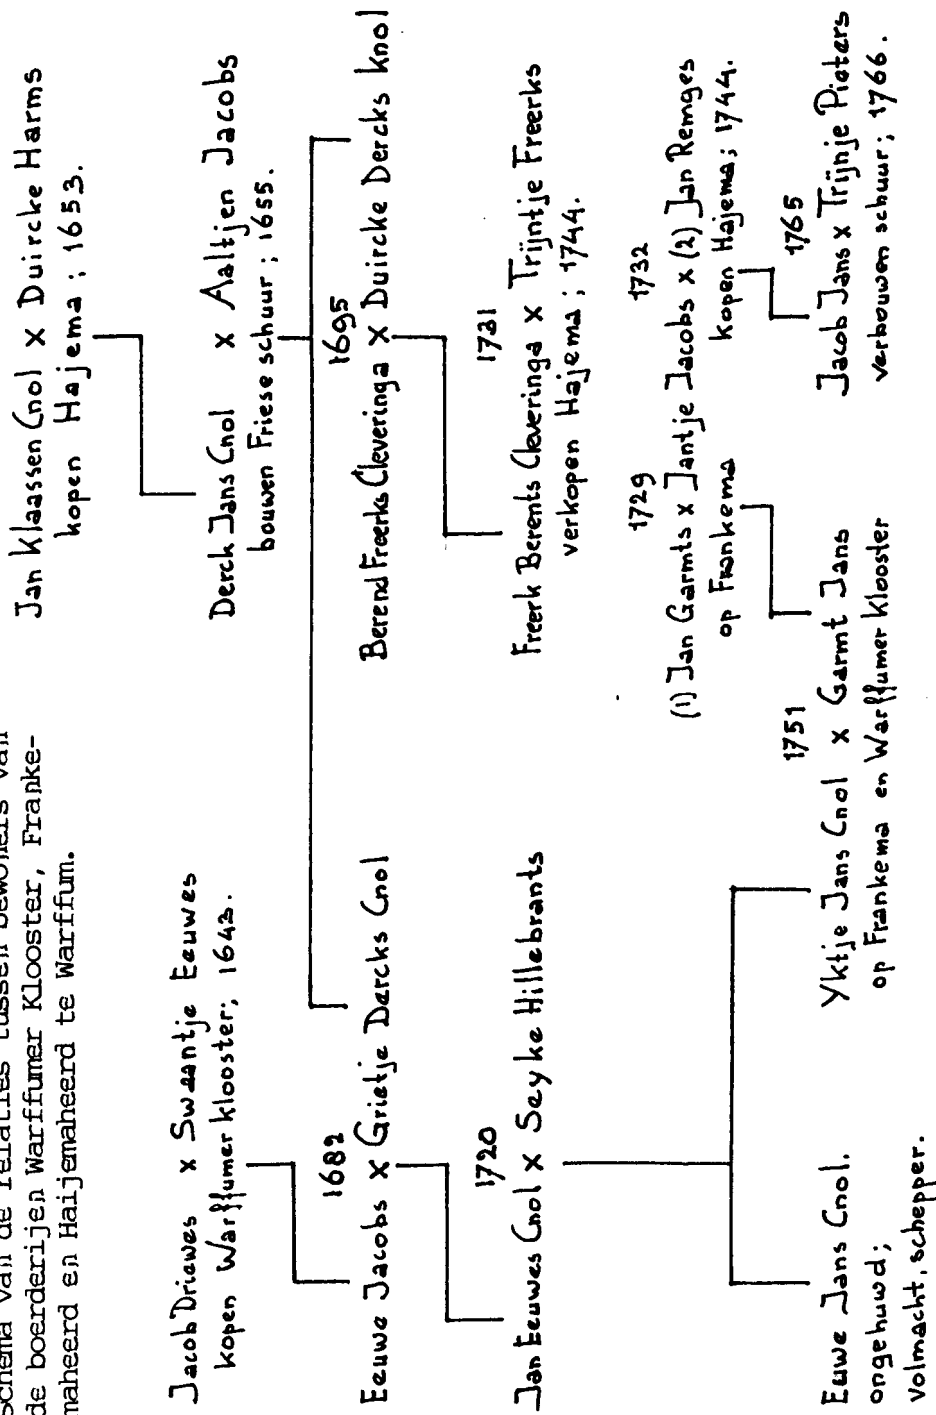 Schema van de relaties tussen bewoners van
de boerderijen Warffumer Klooster, Franke-
maheerd en Haijemaheerd te Warffum.
Jan Klaassen Cnol x Duircke Harms
kopen Hajema; 1653.
Jacob Driewes x Swaantje Eeuwes
kopen Warffumer klooster; 1643.
Derck Jans Cnol x Aaltjen Jacobs
bouwen Friese schuur; 1655.
1682
Eeuwe Jacobs x Grietje Dercks Cnol
1695
Berend Freerks Cleveringa x Duircke Dercks Knol
1720
Jan Eeuwes Cnol x Seyke Hillebrants
1731
Freerk Berents Cleveringa x Trijntje Freerks
verkopen Hajema; 1744.
1729
1732
(1) Jan Garmts x Jantje Jacobs x (2) Jan Remges
op Frankema
kopen Hajema; 1744.
Euwe Jans Cnol.
ongehuwd;
volmacht, schepper.
1751
Yktje Jans Cnol x Garmt Jans
op Frankema en Warffumer Klooster
1765
Jacob Jans x Trijnje Pieters
verbouwen schuur; 1766.